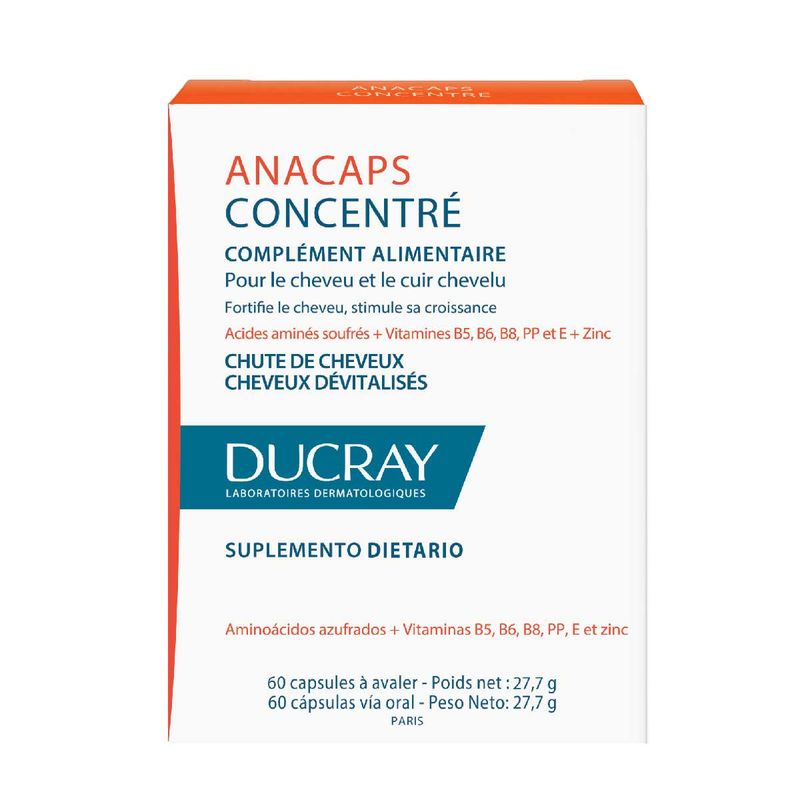 ANACAPS
CONCENTRÉ
ANACAPS
CONCENTRÉ
COMPLÉMENT ALIMENTAIRE
Pour le cheveu et le cuir chevelu
Fortifie le cheveu, stimule sa croissance
Acides aminés soufrés + Vitamines B5, B6, B8, PP et E + Zinc
CHUTE DE CHEVEUX
CHEVEUX DÉVITALISÉS
DUCRAY
LABORATOIRES DERMATOLOGIQUES
SUPLEMENTO DIETARIO
Aminoácidos azufrados + Vitaminas B5, B6, B8, PP, E et zinc
60 capsules à avaler - Poids net : 27,7 g
60 cápsulas vía oral - Peso Neto: 27,7 g
PARIS